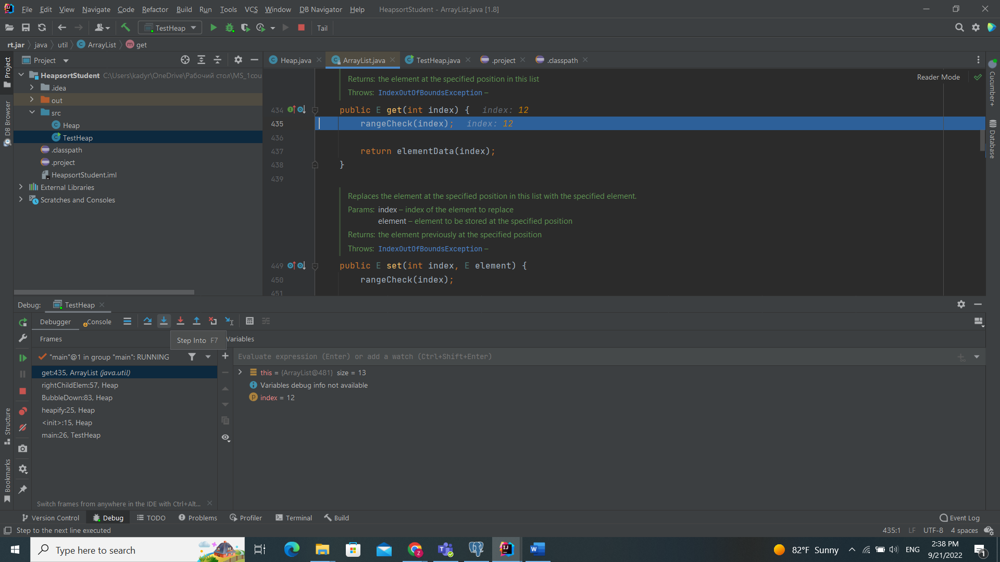 File Edit View Navigate Code Refactor Build Run Tools VCS Window DB Navigator Help HeapsortStudent - ArrayList.java [1.8]
TestHeap Tail
rt.jar java util ArrayList get
Project
Heap.java ArrayList.java TestHeap.java .project .classpath
HeapsortStudent C:\Users\kadyr\OneDrive\Рабочий стол\MS_1cou
.idea
out
src
Heap
TestHeap
.classpath
.project
HeapsortStudent.iml
External Libraries
Scratches and Consoles
Project
DB Browser
Structure
Bookmarks
Reader Mode
Returns: the element at the specified position in this list
Throws: IndexOutOfBoundsException –
434 public E get(int index) { index: 12
435 rangeCheck(index); index: 12
436
437 return elementData(index);
438 }
439
Replaces the element at the specified position in this list with the specified element.
Params: index – index of the element to replace
element – element to be stored at the specified position
Returns: the element previously at the specified position
Throws: IndexOutOfBoundsException –
449 public E set(int index, E element) {
450 rangeCheck(index);
451
Cucumber+
Database
Debug: TestHeap
Debugger Console
Frames
Step Into F7
Variables
"main"@1 in group "main": RUNNING
Evaluate expression (Enter) or add a watch (Ctrl+Shift+Enter)
get:435, ArrayList (java.util)
rightChildElem:57, Heap
BubbleDown:83, Heap
heapify:25, Heap
<init>:15, Heap
main:26, TestHeap
this = {ArrayList@481} size = 13
Variables debug info not available
index = 12
Switch frames from anywhere in the IDE with Ctrl+Alt...
Version Control Debug TODO Problems Profiler Terminal Build Event Log
Step to the next line executed 435:1 LF UTF-8 4 spaces
Type here to search
82°F Sunny ENG
2:38 PM
9/21/2022
1